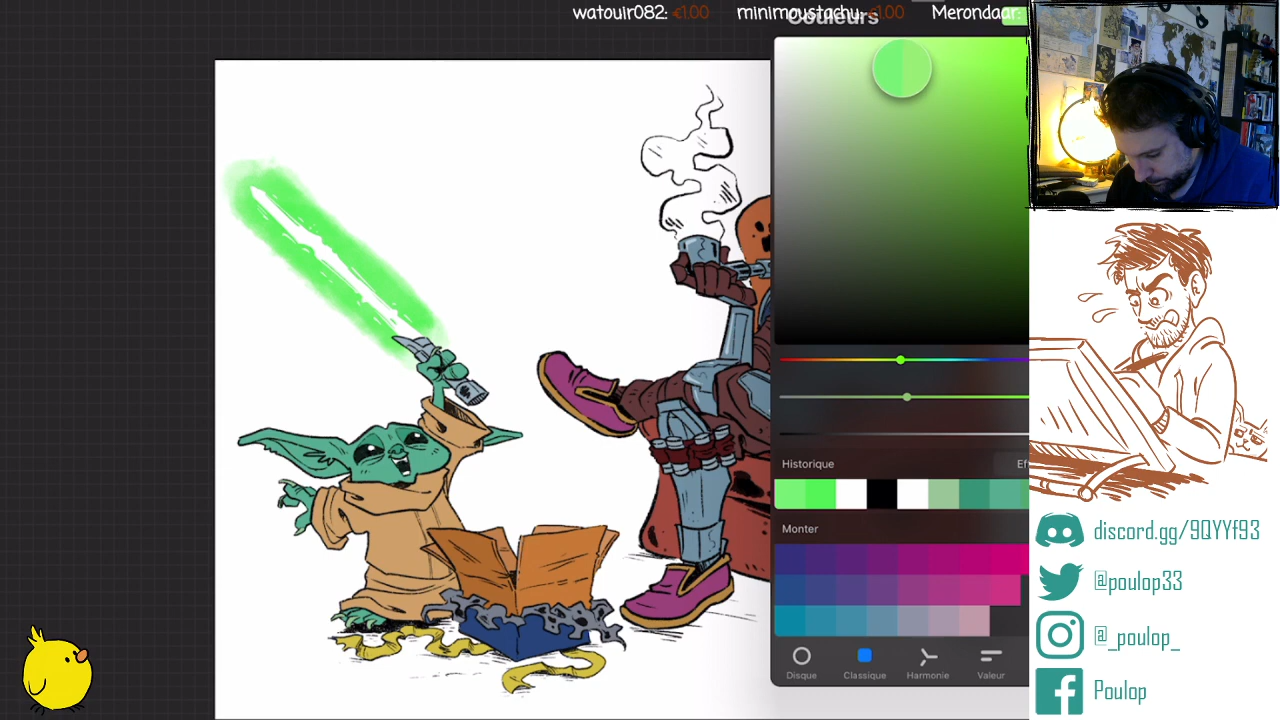 watouir082: €1.00 minimoustachu: €1.00 Merondaar:
Couleurs
Historique
Ef
Monter
Disque Classique Harmonie Valeur
discord.gg/9QYYf93
@poulop33
@_poulop_
Poulop